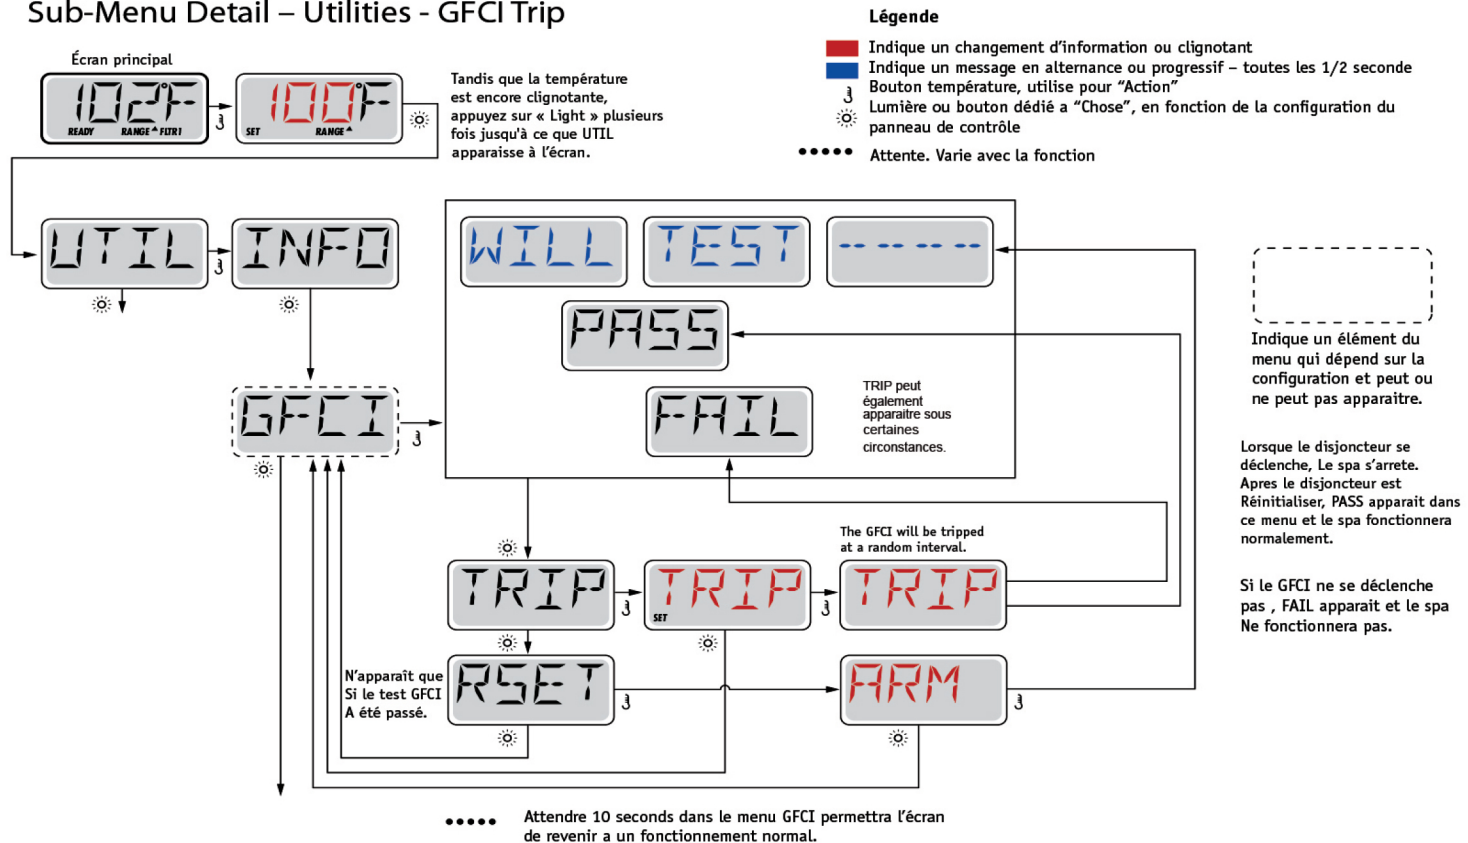 Sub-Menu Detail – Utilities - GFCI Trip
Légende
Indique un changement d’information ou clignotant
Indique un message en alternance ou progressif – toutes les 1/2 seconde
Bouton température, utilise pour “Action”
Lumière ou bouton dédié a “Chose”, en fonction de la configuration du
panneau de contrôle
Attente. Varie avec la fonction
Écran principal
102°F
READY RANGE FLTR1
100°F
SET RANGE
Tandis que la température
est encore clignotante,
appuyez sur « Light » plusieurs
fois jusqu'à ce que UTIL
apparaisse à l’écran.
UTIL
INFO
WILL
TEST
-----
PASS
FAIL
TRIP peut
également
apparaitre sous
certaines
circonstances.
GFCI
Indique un élément du
menu qui dépend sur la
configuration et peut ou
ne peut pas apparaitre.
Lorsque le disjoncteur se
déclenche, Le spa s’arrete.
Apres le disjoncteur est
Réinitialiser, PASS apparait dans
ce menu et le spa fonctionnera
normalement.
Si le GFCI ne se déclenche
pas , FAIL apparait et le spa
Ne fonctionnera pas.
The GFCI will be tripped
at a random interval.
TRIP
TRIP
SET
TRIP
N’apparaît que
Si le test GFCI
A été passé.
RSET
ARM
Attendre 10 seconds dans le menu GFCI permettra l’écran
de revenir a un fonctionnement normal.